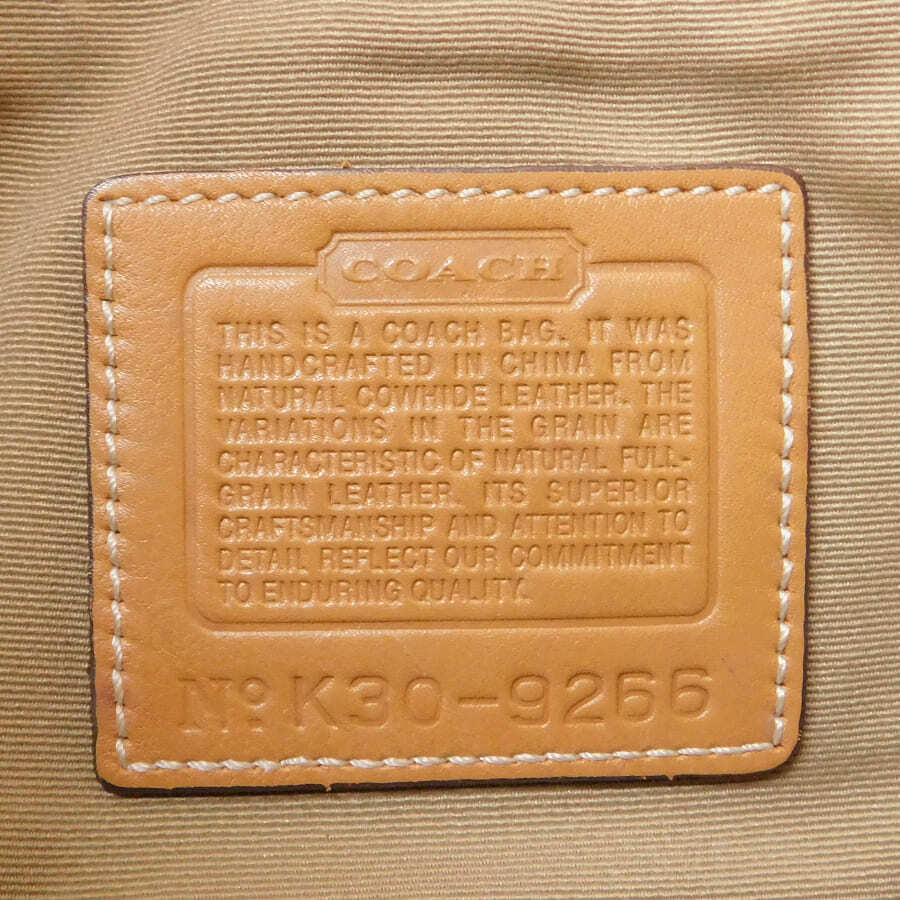 COACH
THIS IS A COACH BAG. IT WAS
HANDCRAFTED IN CHINA FROM
NATURAL COWHIDE LEATHER. THE
VARIATIONS IN THE GRAIN ARE
CHARACTERISTIC OF NATURAL FULL-
GRAIN LEATHER. ITS SUPERIOR
CRAFTSMANSHIP AND ATTENTION TO
DETAIL REFLECT OUR COMMITMENT
TO ENDURING QUALITY.
No K30-9266